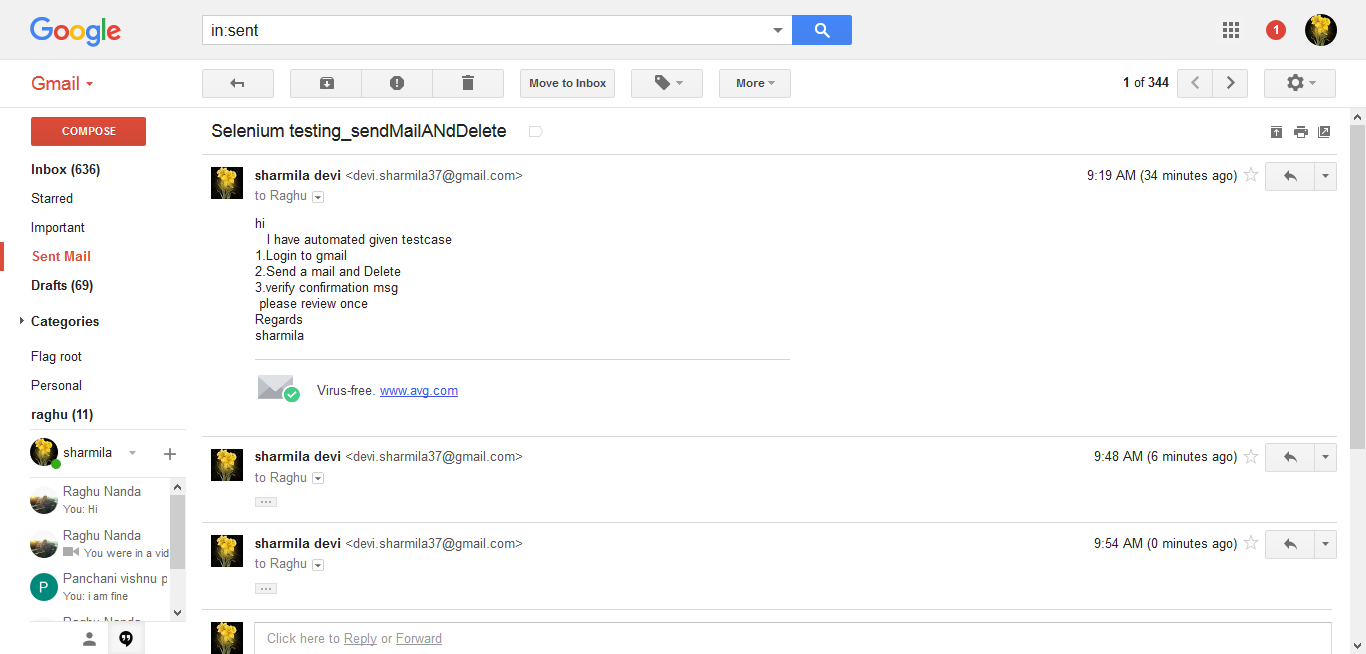 Google
in:sent
1
Gmail
Move to Inbox
More
1 of 344
COMPOSE
Inbox (636)
Starred
Important
Sent Mail
Drafts (69)
Categories
Flag root
Personal
raghu (11)
sharmila
Raghu Nanda
You: Hi
Raghu Nanda
You were in a vid
P
Panchani vishnu p
You: i am fine
Raghu Nanda
Selenium testing_sendMailANdDelete
sharmila devi <devi.sharmila37@gmail.com>
9:19 AM (34 minutes ago)
to Raghu
hi
I have automated given testcase
1.Login to gmail
2.Send a mail and Delete
3.verify confirmation msg
please review once
Regards
sharmila
Virus-free. www.avg.com
sharmila devi <devi.sharmila37@gmail.com>
9:48 AM (6 minutes ago)
to Raghu
sharmila devi <devi.sharmila37@gmail.com>
9:54 AM (0 minutes ago)
to Raghu
Click here to Reply or Forward